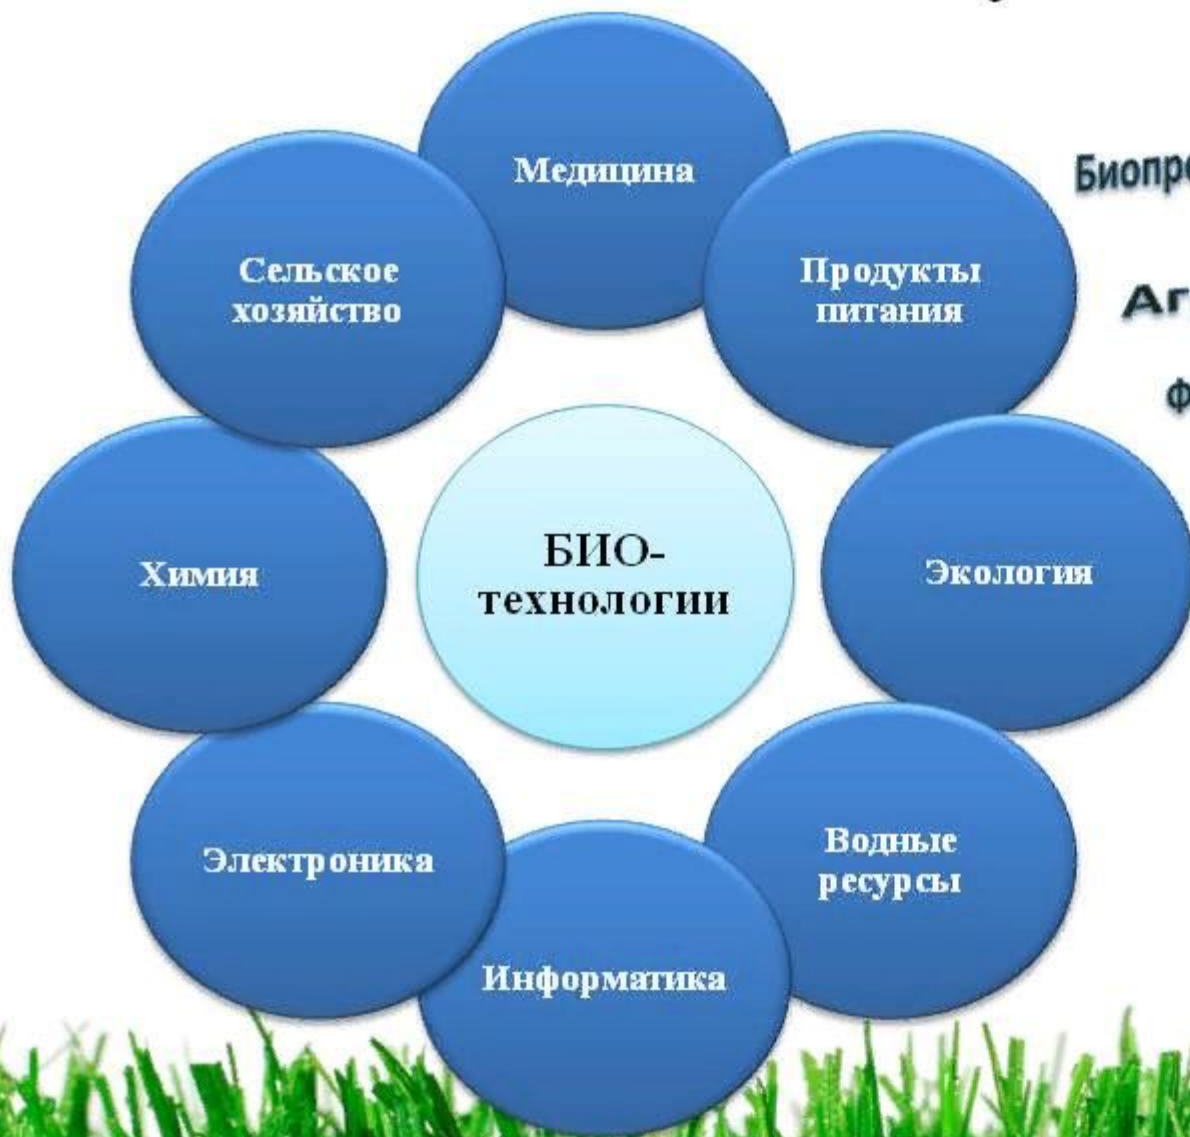 Медицина
Сельское
хозяйство
Продукты
питания
Химия
БИО-
технологии
Экология
Электроника
Водные
ресурсы
Информатика